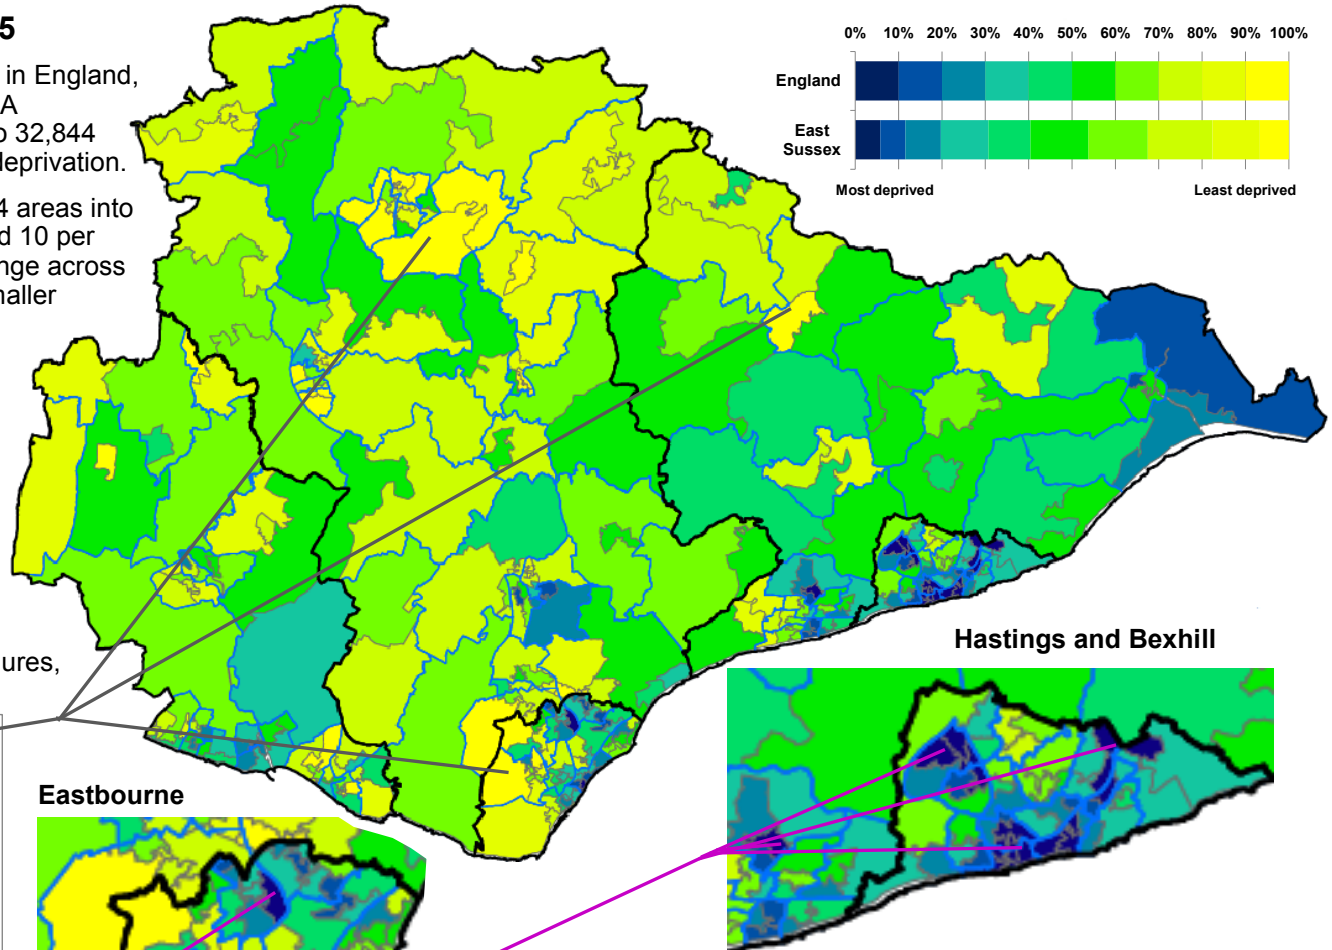 5
in England,
A
32,844
deprivation.
4 areas into
d 10 per
nge across
maller
ures,
0% 10% 20% 30% 40% 50% 60% 70% 80% 90% 100%
England
East
Sussex
Most deprived Least deprived
Hastings and Bexhill
Eastbourne